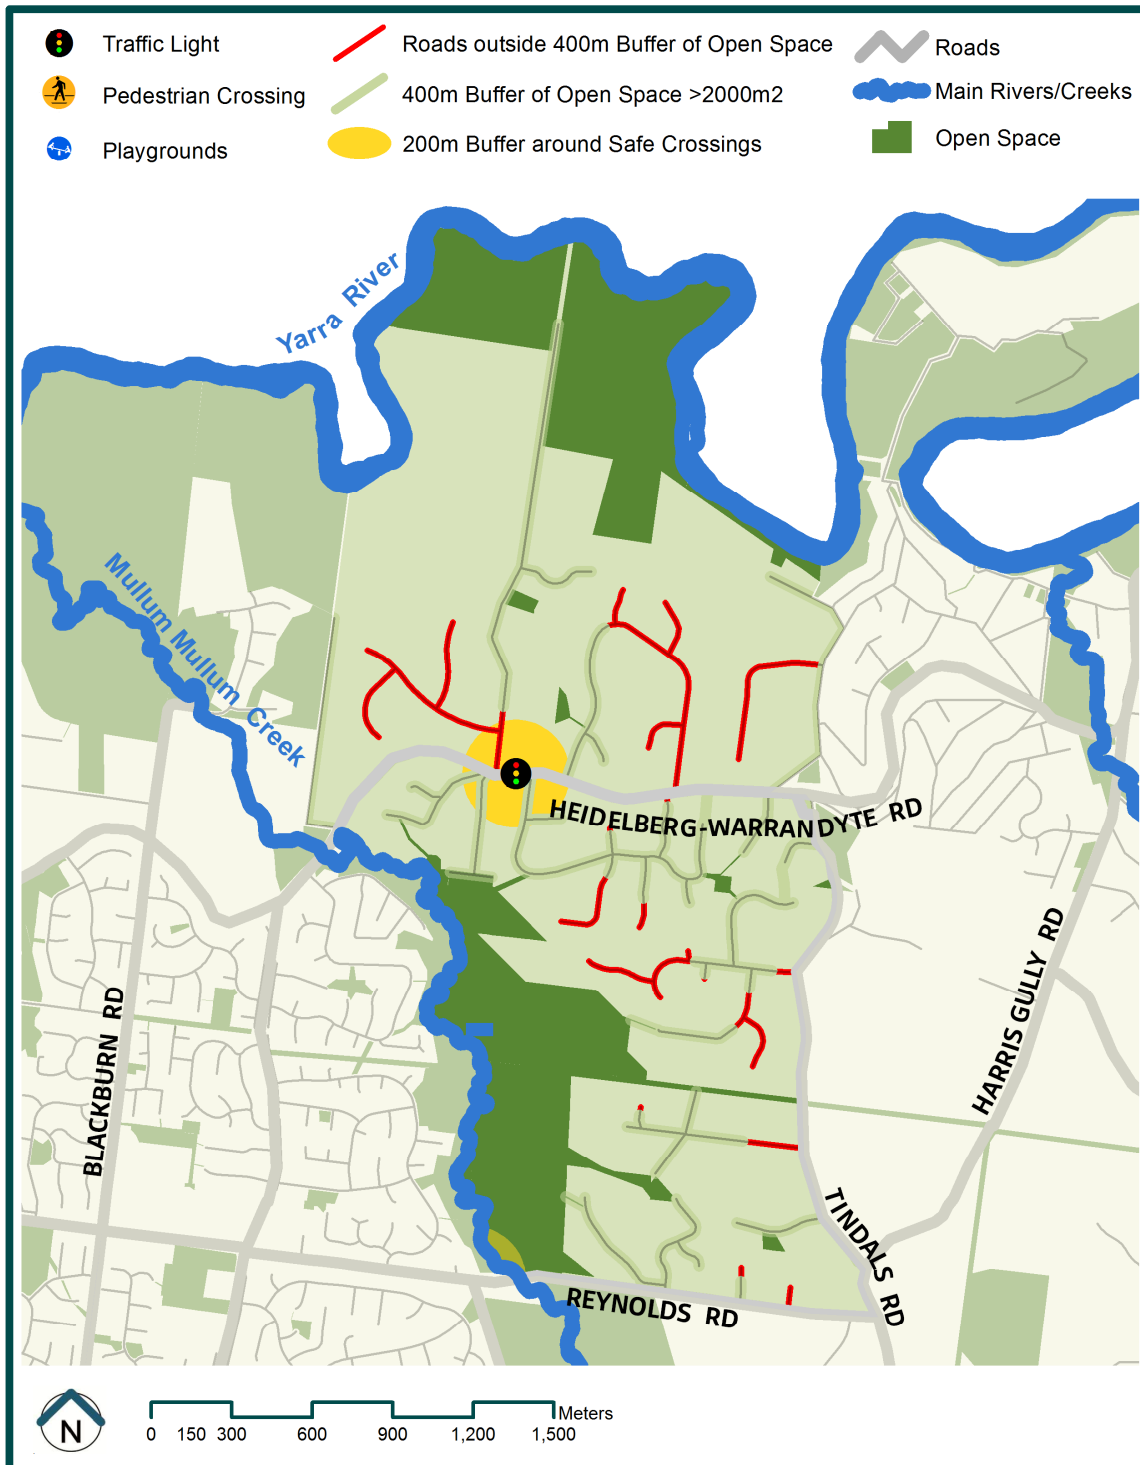 Traffic Light
Roads outside 400m Buffer of Open Space
Roads
Pedestrian Crossing
400m Buffer of Open Space >2000m2
Main Rivers/Creeks
Playgrounds
200m Buffer around Safe Crossings
Open Space
Yarra River
Mullum Mullum Creek
HEIDELBERG-WARRANDYTE RD
BLACKBURN RD
HARRIS GULLY RD
TINDALS RD
REYNOLDS RD
N
Meters
0 150 300 600 900 1,200 1,500